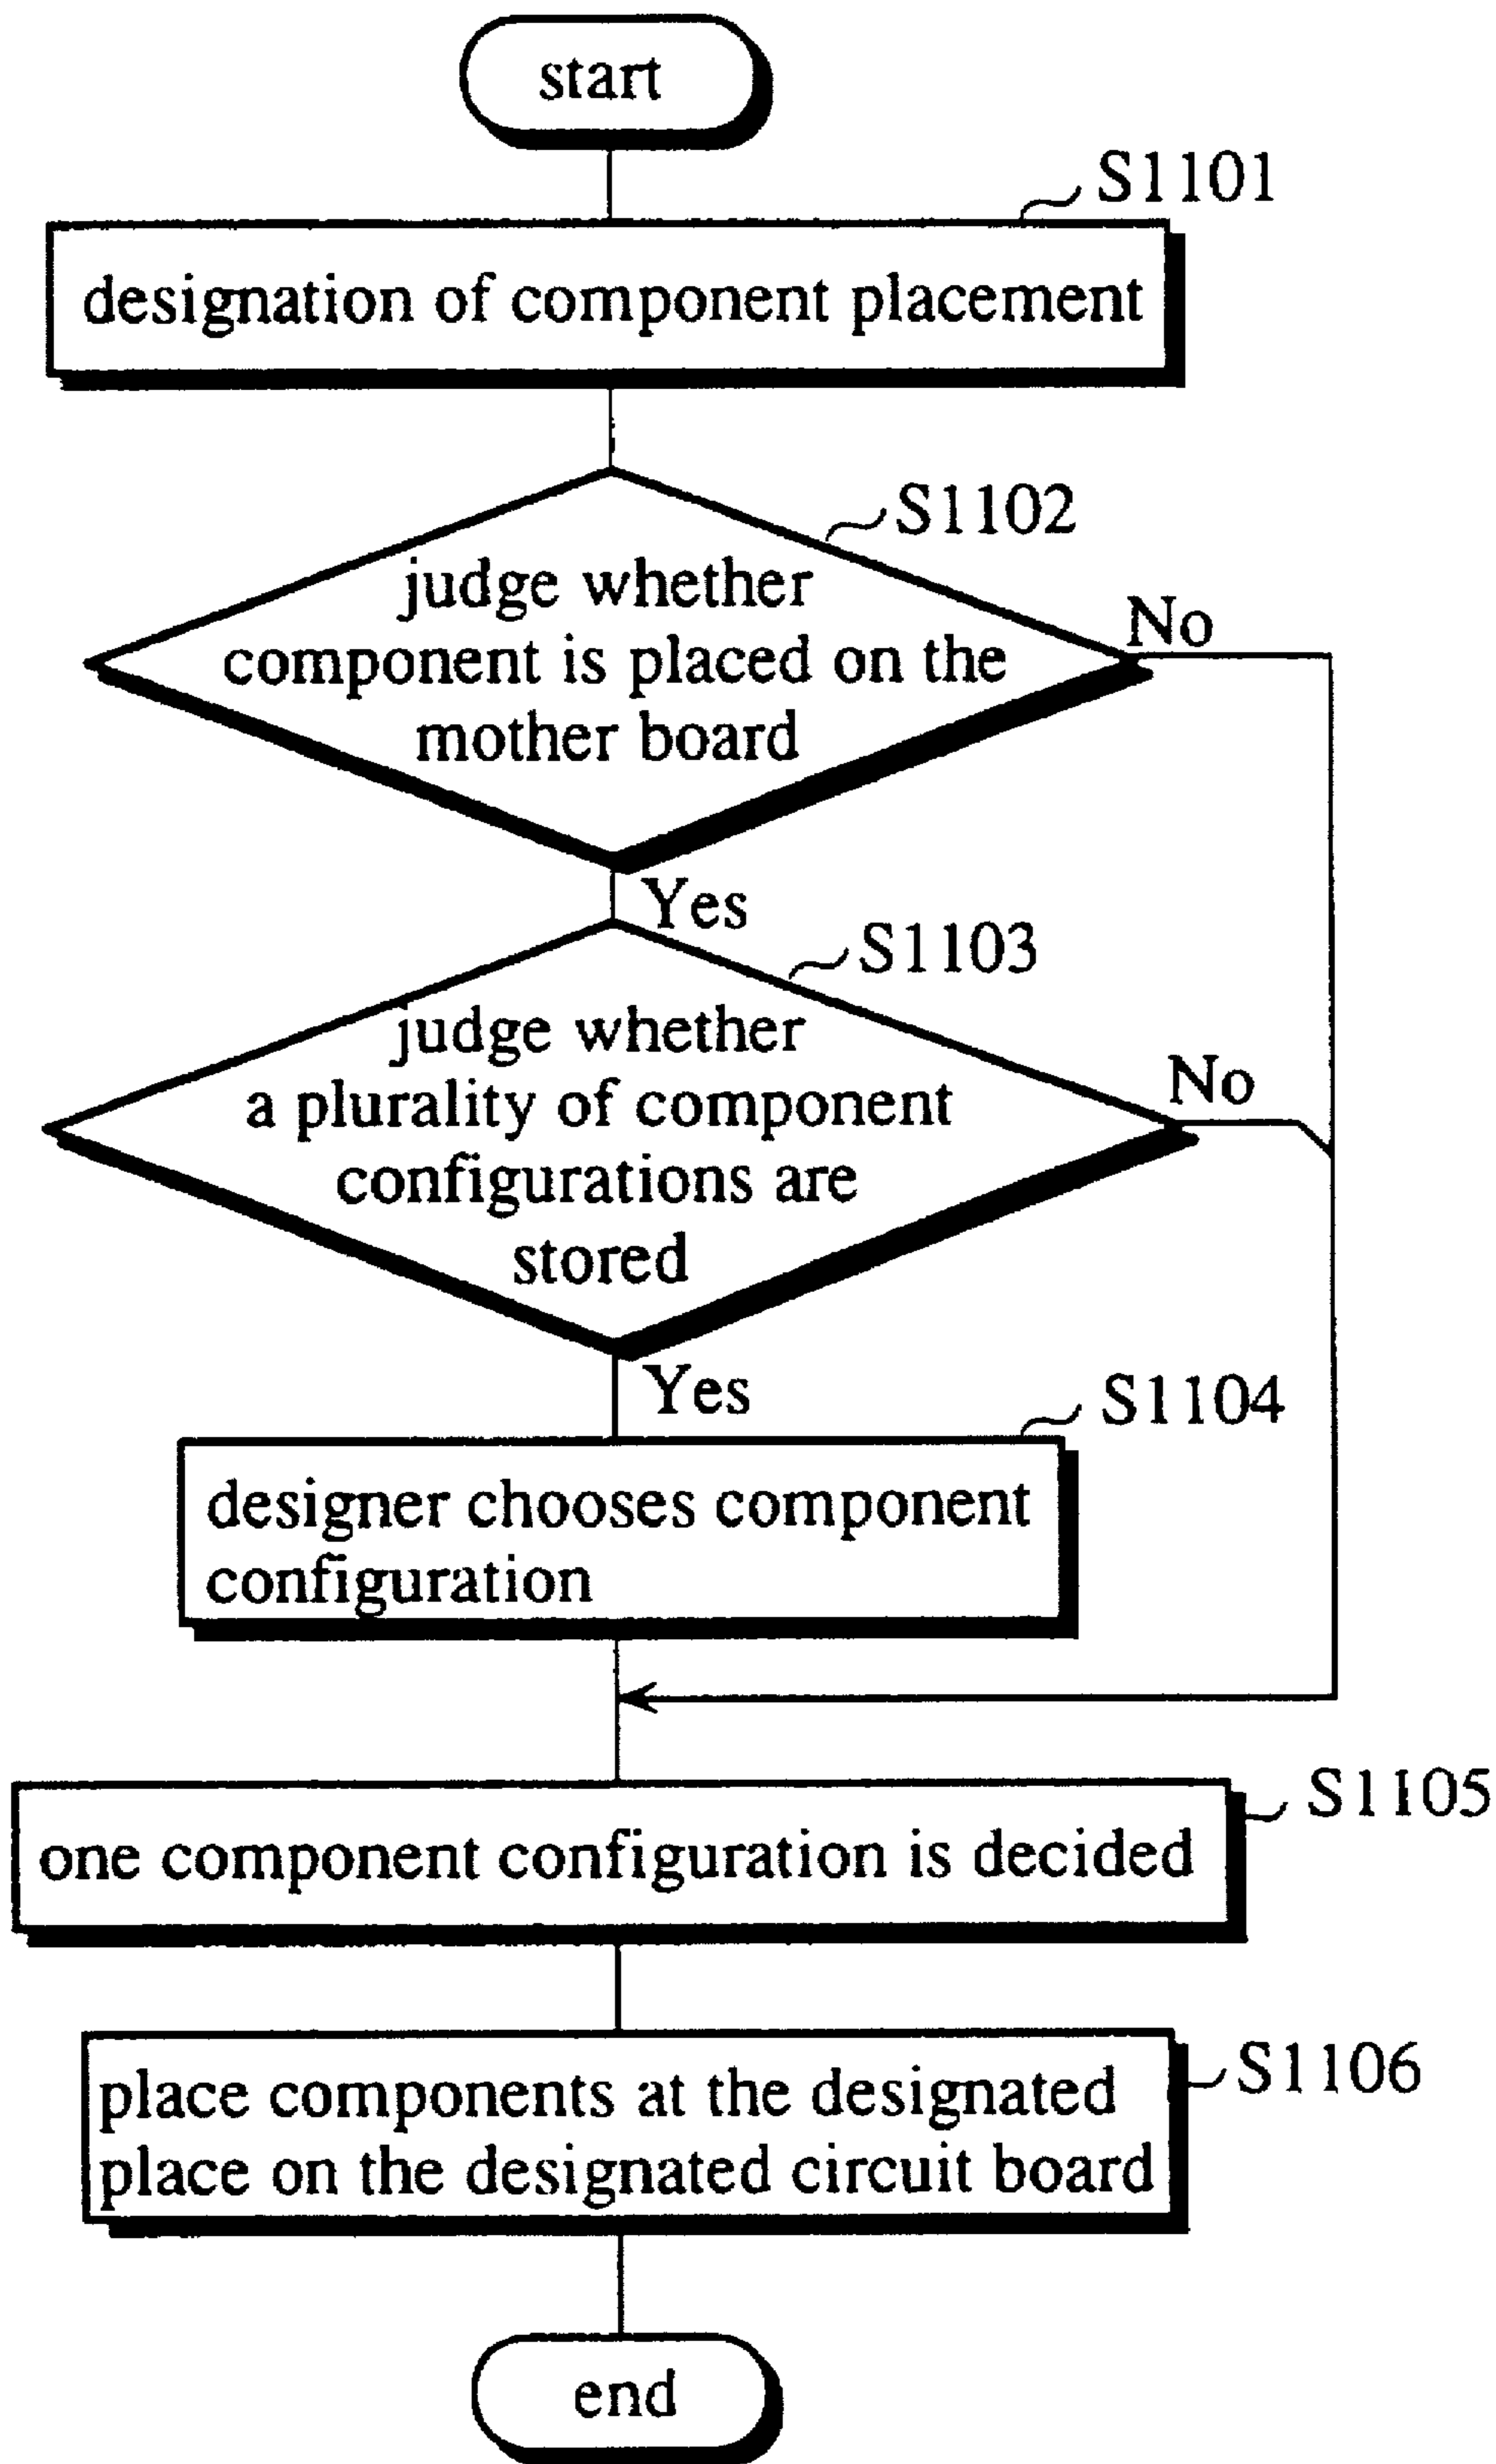 start
S1101
designation of component placement
S1102
judge whether
component is placed on the
mother board
No
Yes
S1103
judge whether
a plurality of component
configurations are
stored
No
Yes
S1104
designer chooses component
configuration
S1105
one component configuration is decided
S1106
place components at the designated
place on the designated circuit board
end